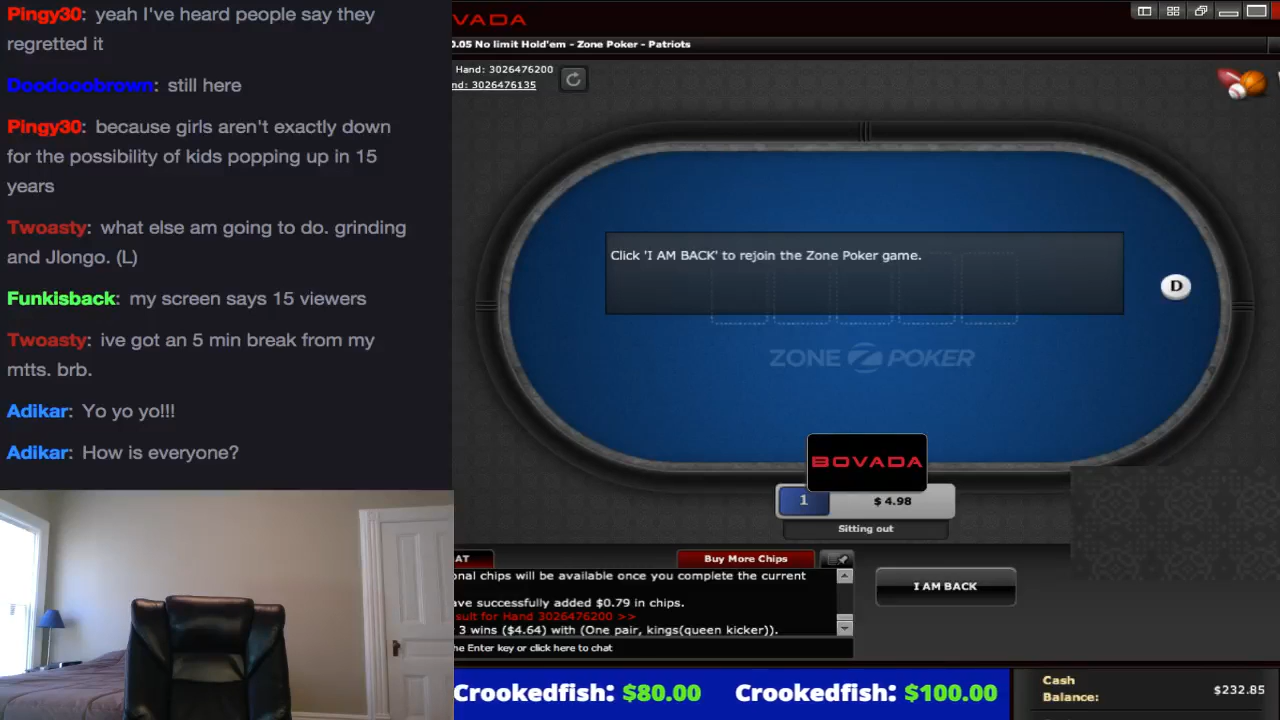 Pingy30: yeah I've heard people say they
regretted it
Doodooobrown: still here
Pingy30: because girls aren't exactly down
for the possibility of kids popping up in 15
years
Twoasty: what else am going to do. grinding
and Jlongo. (L)
Funkisback: my screen says 15 viewers
Twoasty: ive got an 5 min break from my
mtts. brb.
Adikar: Yo yo yo!!!
Adikar: How is everyone?
VADA
0.05 No limit Hold'em - Zone Poker - Patriots
Hand: 3026476200
nd: 3026476135
Click 'I AM BACK' to rejoin the Zone Poker game.
D
ZONE POKER
BOVADA
1
$ 4.98
Sitting out
AT
Buy More Chips
onal chips will be available once you complete the current
ave successfully added $0.79 in chips.
sult for Hand 3026476200 >>
3 wins ($4.64) with (One pair, kings(queen kicker)).
he Enter key or click here to chat
I AM BACK
Crookedfish: $80.00 Crookedfish: $100.00
Cash
Balance:
$232.85